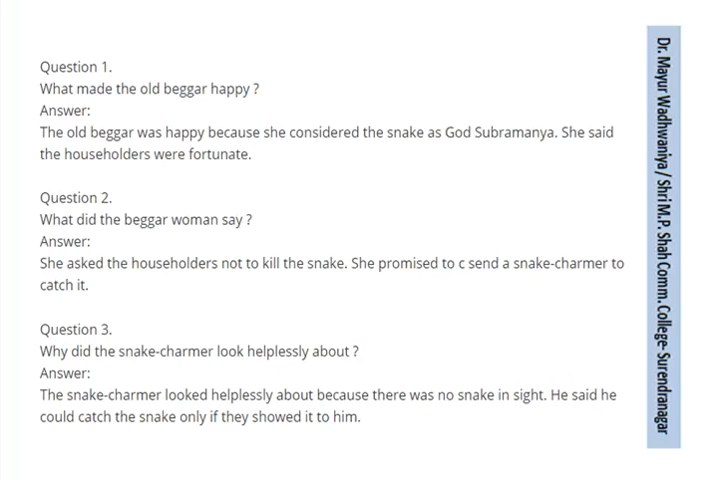 Question 1.
What made the old beggar happy ?
Answer:
The old beggar was happy because she considered the snake as God Subramanya. She said
the householders were fortunate.
Question 2.
What did the beggar woman say ?
Answer:
She asked the householders not to kill the snake. She promised to c send a snake-charmer to
catch it.
Question 3.
Why did the snake-charmer look helplessly about ?
Answer:
The snake-charmer looked helplessly about because there was no snake in sight. He said he
could catch the snake only if they showed it to him.
Dr. Mayur Wadhwaniya / Shri M.P. Shah Comm. College- Surendranagar